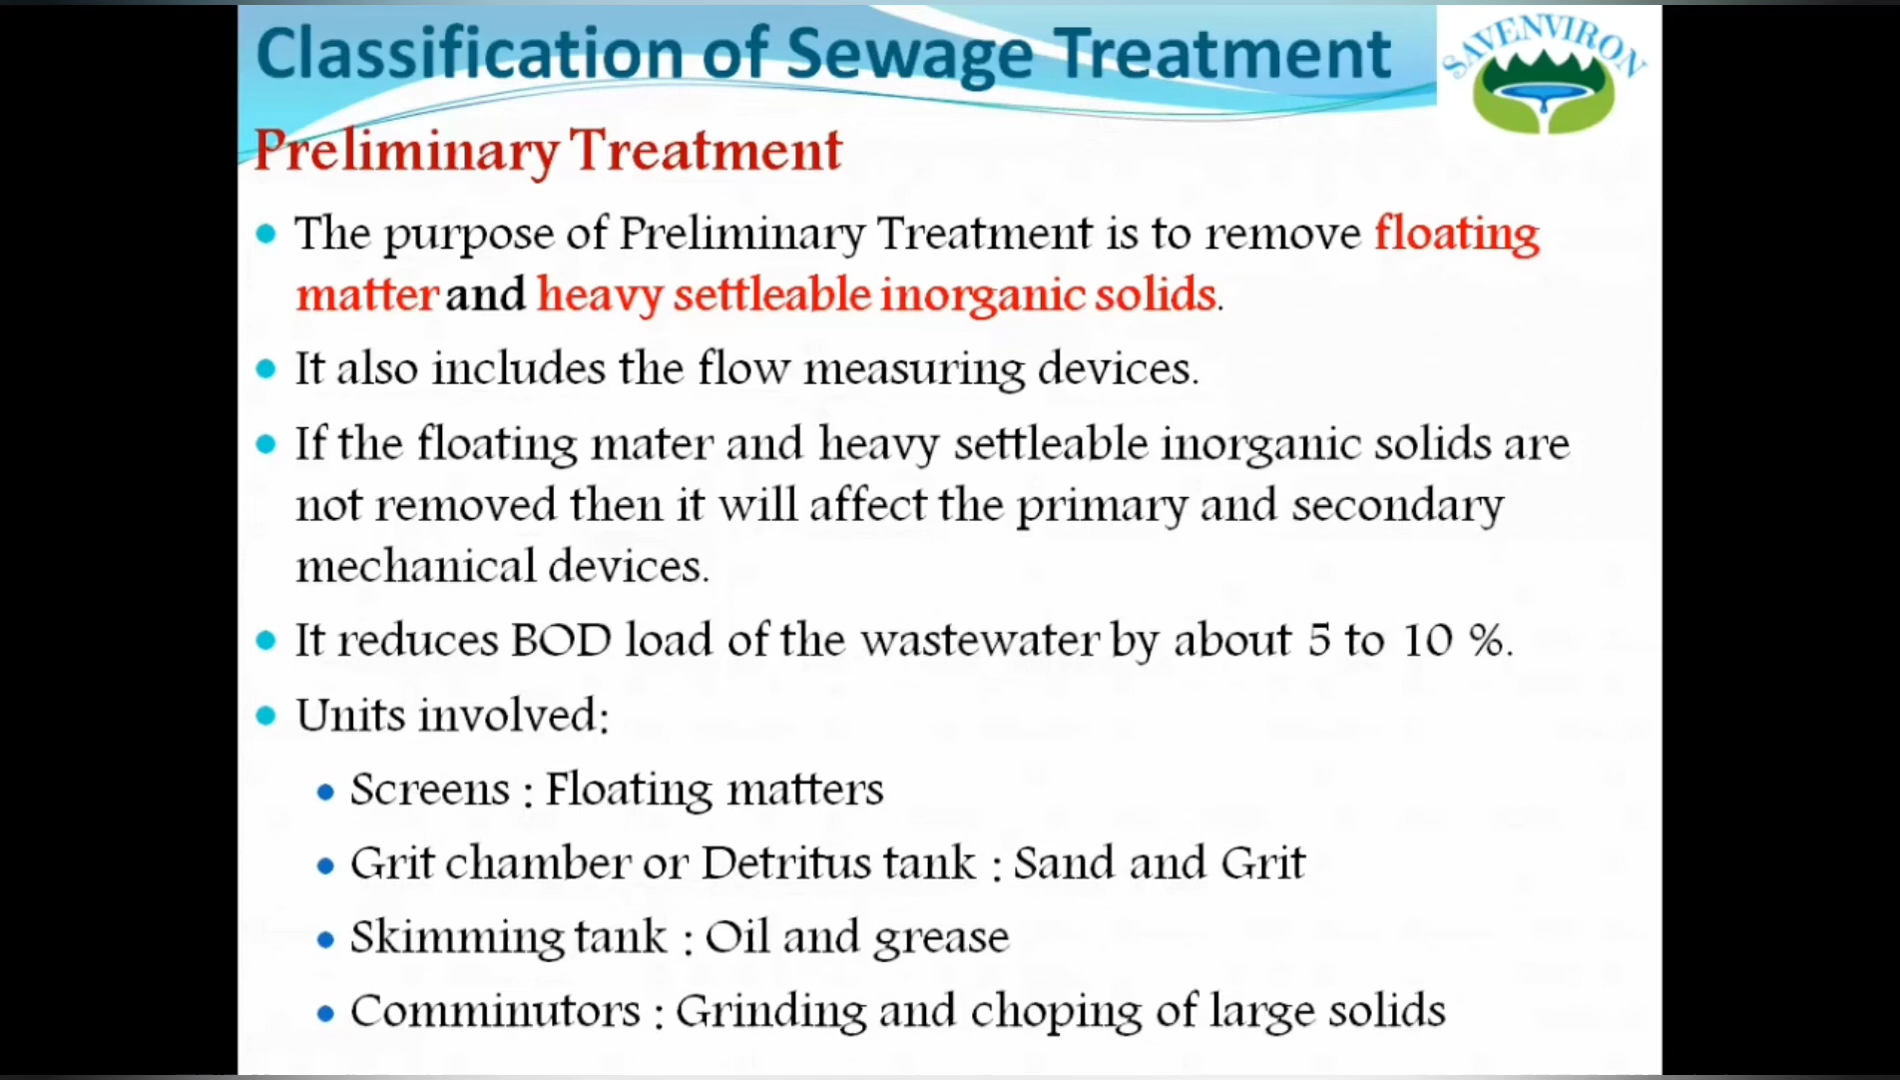 Classification of Sewage Treatment
SAVENVIRON
Preliminary Treatment
The purpose of Preliminary Treatment is to remove floating
matter and heavy settleable inorganic solids.
It also includes the flow measuring devices.
If the floating mater and heavy settleable inorganic solids are
not removed then it will affect the primary and secondary
mechanical devices.
It reduces BOD load of the wastewater by about 5 to 10 %.
Units involved:
Screens : Floating matters
Grit chamber or Detritus tank : Sand and Grit
Skimming tank : Oil and grease
Comminutors : Grinding and choping of large solids